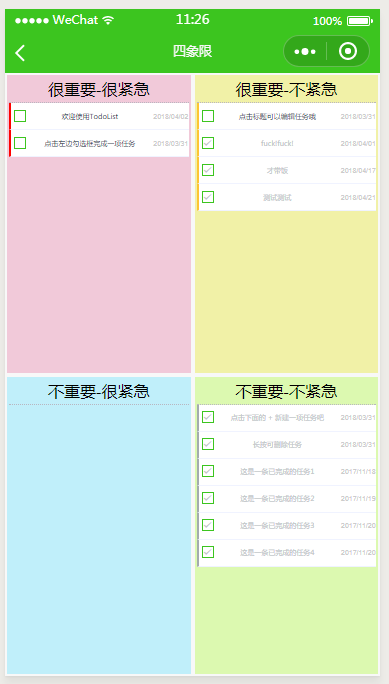 WeChat 11:26 100%
四象限
很重要-很紧急
欢迎使用TodoList 2018/04/02
点击左边勾选框完成一项任务 2018/03/31
很重要-不紧急
点击标题可以编辑任务哦 2018/03/31
fuck!fuck! 2018/04/01
才带饭 2018/04/17
测试测试 2018/04/21
不重要-很紧急
不重要-不紧急
点击下面的 + 新建一项任务吧 2018/03/31
长按可删除任务 2018/03/31
这是一条已完成的任务1 2017/11/18
这是一条已完成的任务2 2017/11/19
这是一条已完成的任务3 2017/11/20
这是一条已完成的任务4 2017/11/20